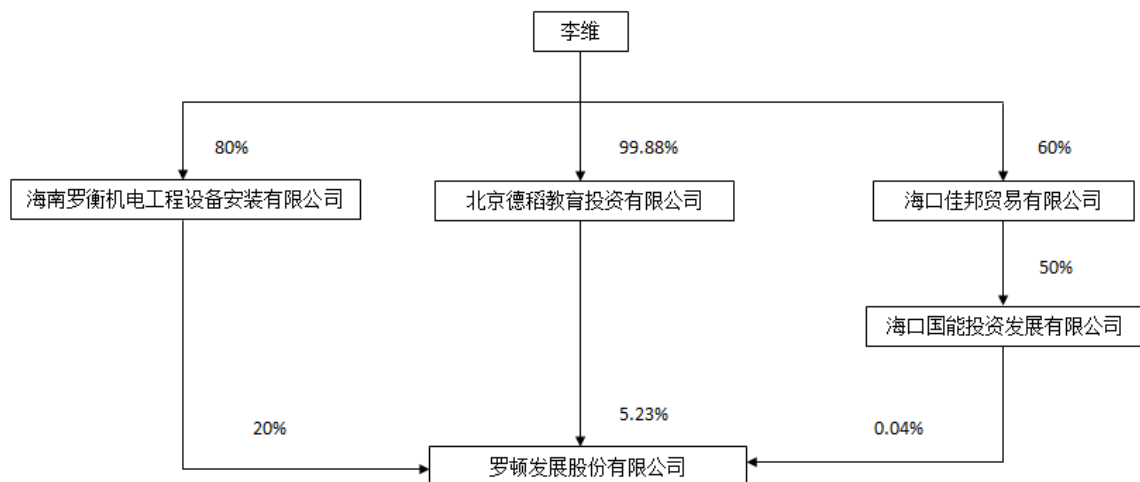 李维
80%
99.88%
60%
海南罗衡机电工程设备安装有限公司
北京德稻教育投资有限公司
海口佳邦贸易有限公司
50%
海口国能投资发展有限公司
20%
5.23%
0.04%
罗顿发展股份有限公司